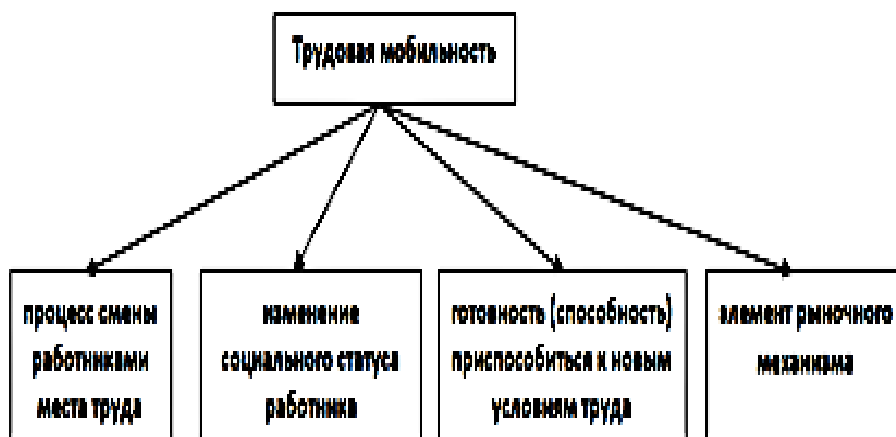 Трудовая мобильность
процесс смены
работниками
места труда
изменение
социального статуса
работника
готовность (способность)
приспособиться к новым
условиям труда
элемент рыночного
механизма